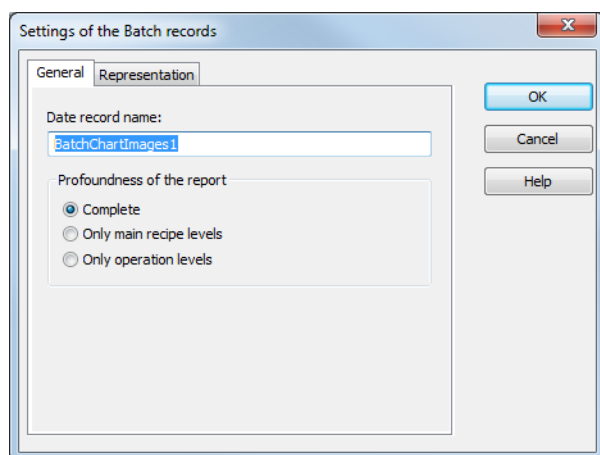 Settings of the Batch records
General Representation
Date record name:
BatchChartImages1
Profoundness of the report
Complete
Only main recipe levels
Only operation levels
OK
Cancel
Help